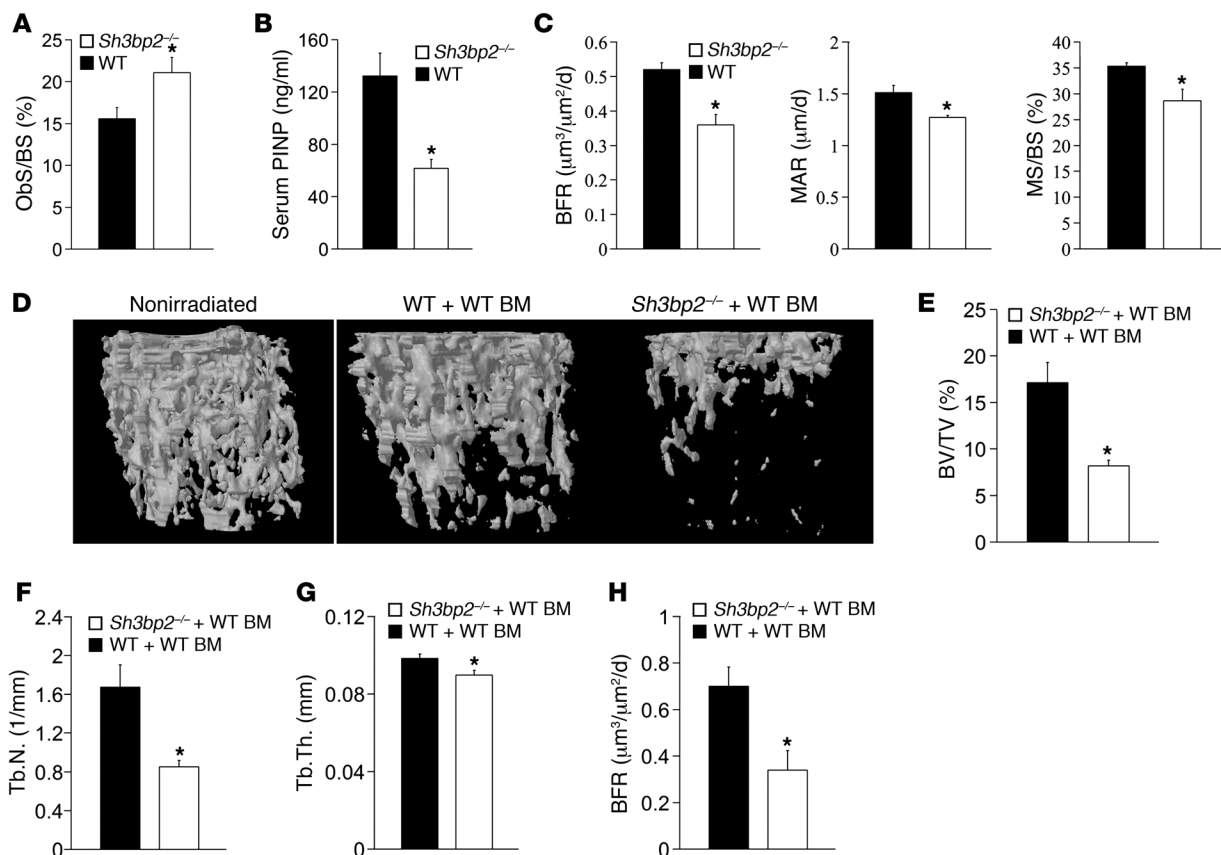 A
Sh3bp2⁻/⁻
WT
ObS/BS (%)
25
20
15
10
5
0
*
B
Sh3bp2⁻/⁻
WT
Serum PINP (ng/ml)
160
120
80
40
0
*
C
Sh3bp2⁻/⁻
WT
BFR (μm³/μm²/d)
0.6
0.5
0.4
0.3
0.2
0.1
0
*
MAR (μm/d)
2
1.5
1
0.5
0
*
MS/BS (%)
40
35
30
25
20
15
10
5
0
*
D
Nonirradiated
WT + WT BM
Sh3bp2⁻/⁻ + WT BM
E
Sh3bp2⁻/⁻ + WT BM
WT + WT BM
BV/TV (%)
25
20
15
10
5
0
*
F
Sh3bp2⁻/⁻ + WT BM
WT + WT BM
Tb.N. (1/mm)
2.4
2
1.6
1.2
0.8
0.4
0
*
G
Sh3bp2⁻/⁻ + WT BM
WT + WT BM
Tb.Th. (mm)
0.12
0.08
0.04
0
*
H
Sh3bp2⁻/⁻ + WT BM
WT + WT BM
BFR (μm³/μm²/d)
1
0.8
0.6
0.4
0.2
0
*